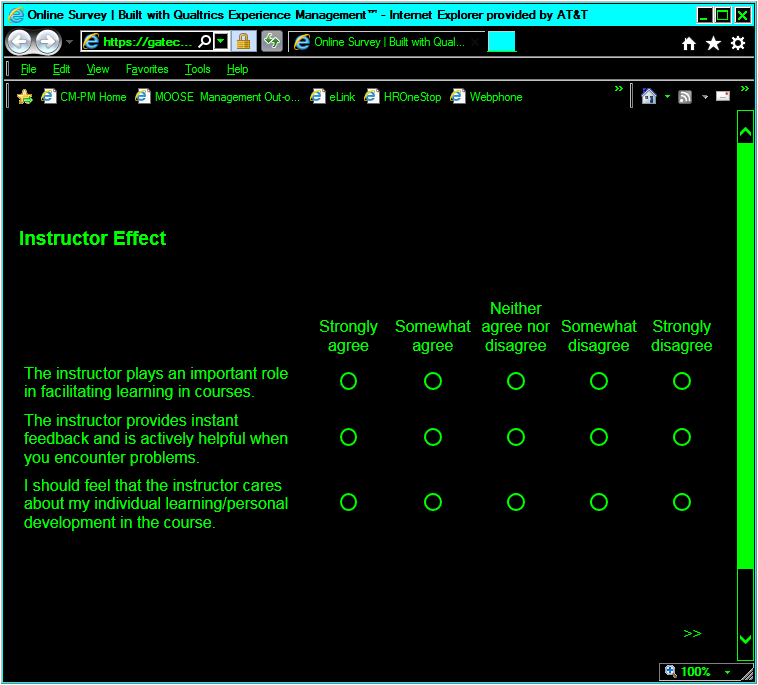 Online Survey | Built with Qualtrics Experience Management™ - Internet Explorer provided by AT&T
https://gatec...
Online Survey | Built with Qual...
File Edit View Favorites Tools Help
CM-PM Home MOOSE Management Out-o... eLink HROneStop Webphone
Instructor Effect
Strongly agree Somewhat agree Neither agree nor disagree Somewhat disagree Strongly disagree
The instructor plays an important role
in facilitating learning in courses.
The instructor provides instant
feedback and is actively helpful when
you encounter problems.
I should feel that the instructor cares
about my individual learning/personal
development in the course.
>>
100%